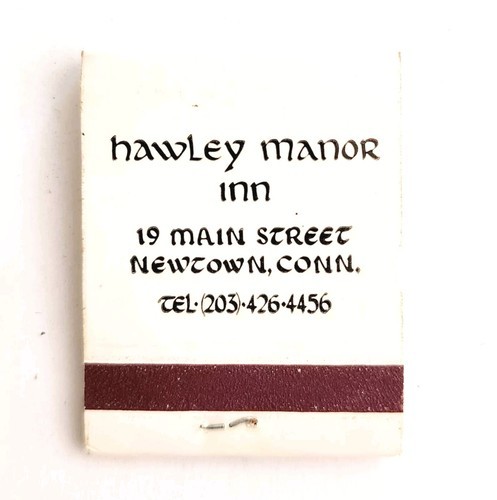 hawley manor
inn
19 MAIN STREET
NEWTOWN, CONN.
TEL·(203)·426·4456